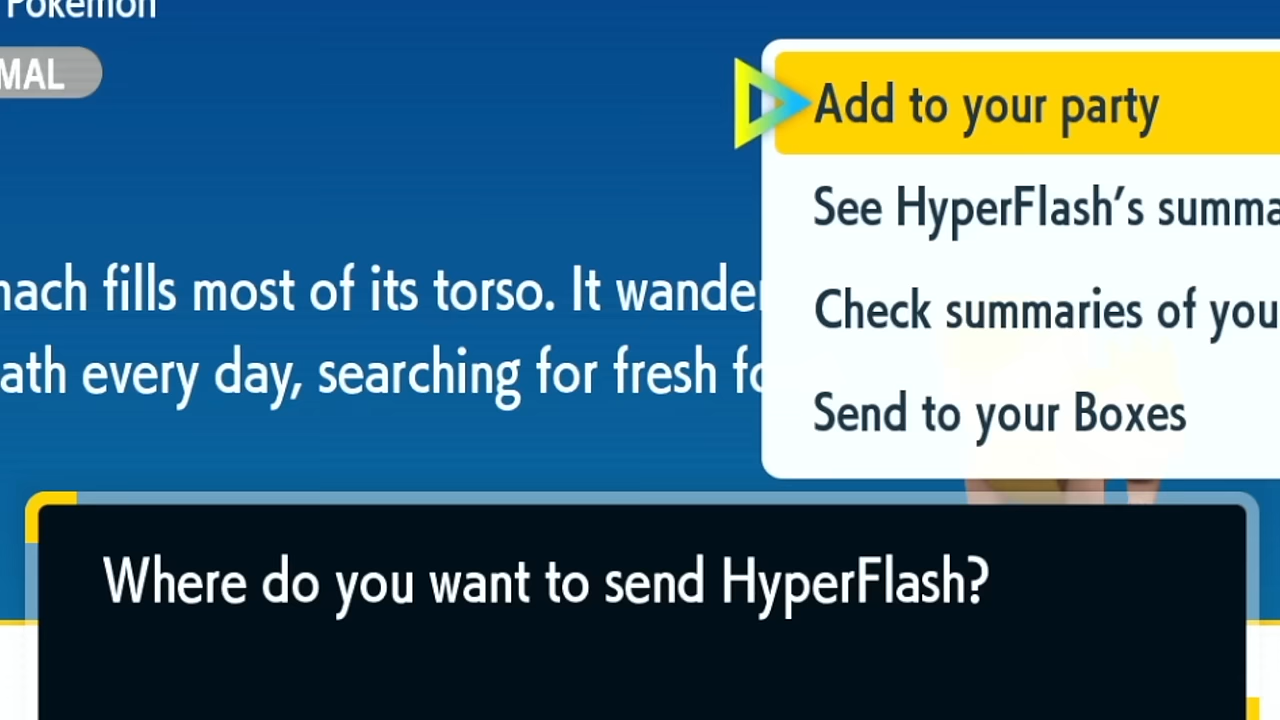 Pokémon
MAL
Add to your party
See HyperFlash's summa
nach fills most of its torso. It wander
Check summaries of you
ath every day, searching for fresh fo
Send to your Boxes
Where do you want to send HyperFlash?